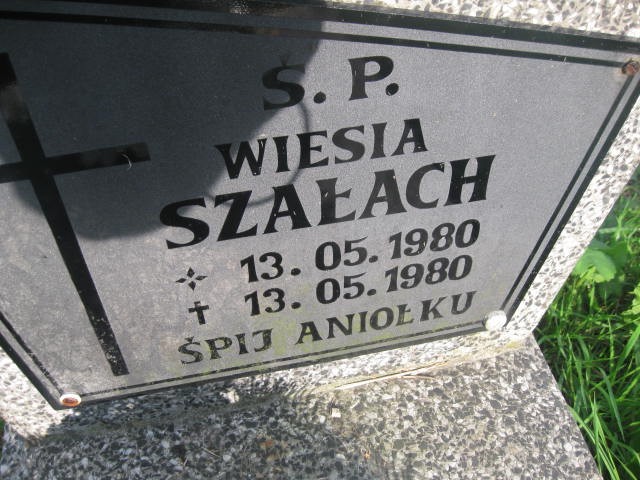 Ś. P.
WIESIA
SZAŁACH
13. 05. 1980
13. 05. 1980
ŚPIJ ANIOŁKU